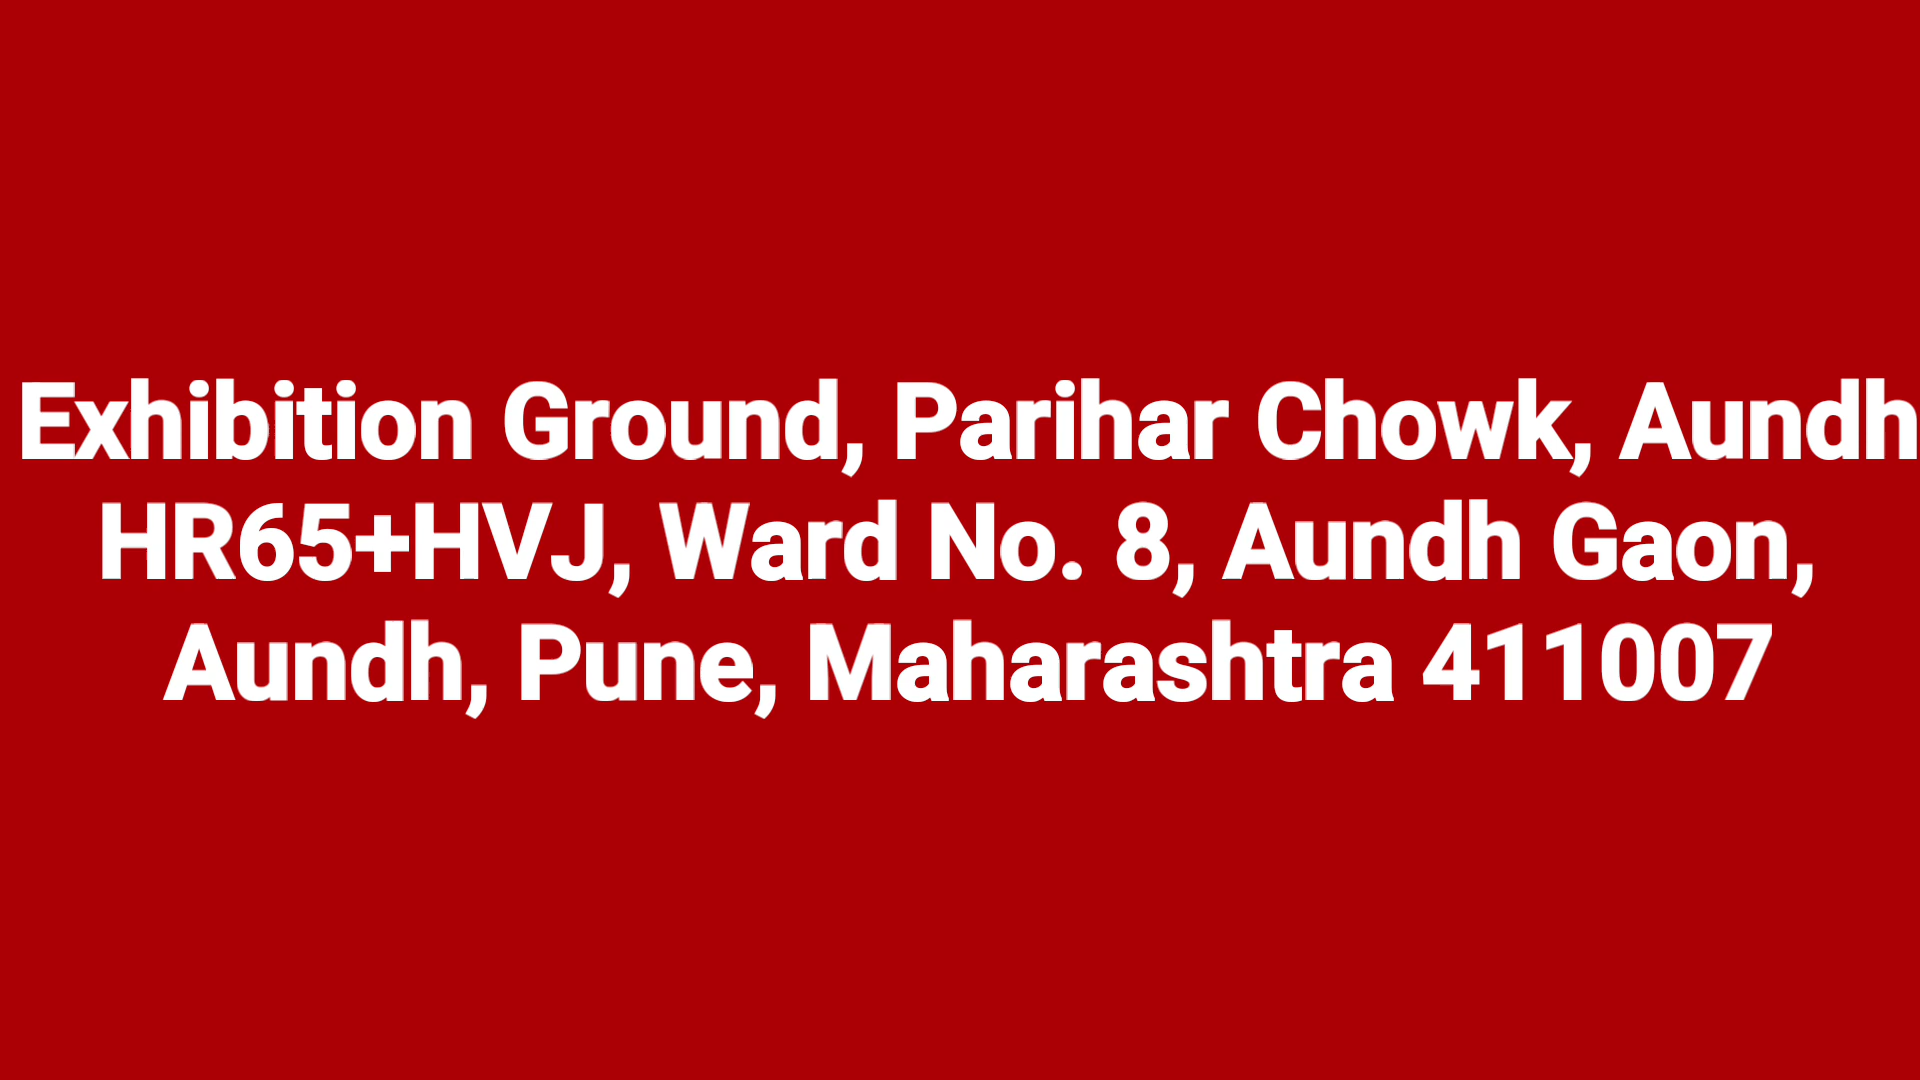 Exhibition Ground, Parihar Chowk, Aundh
HR65+HVJ, Ward No. 8, Aundh Gaon,
Aundh, Pune, Maharashtra 411007